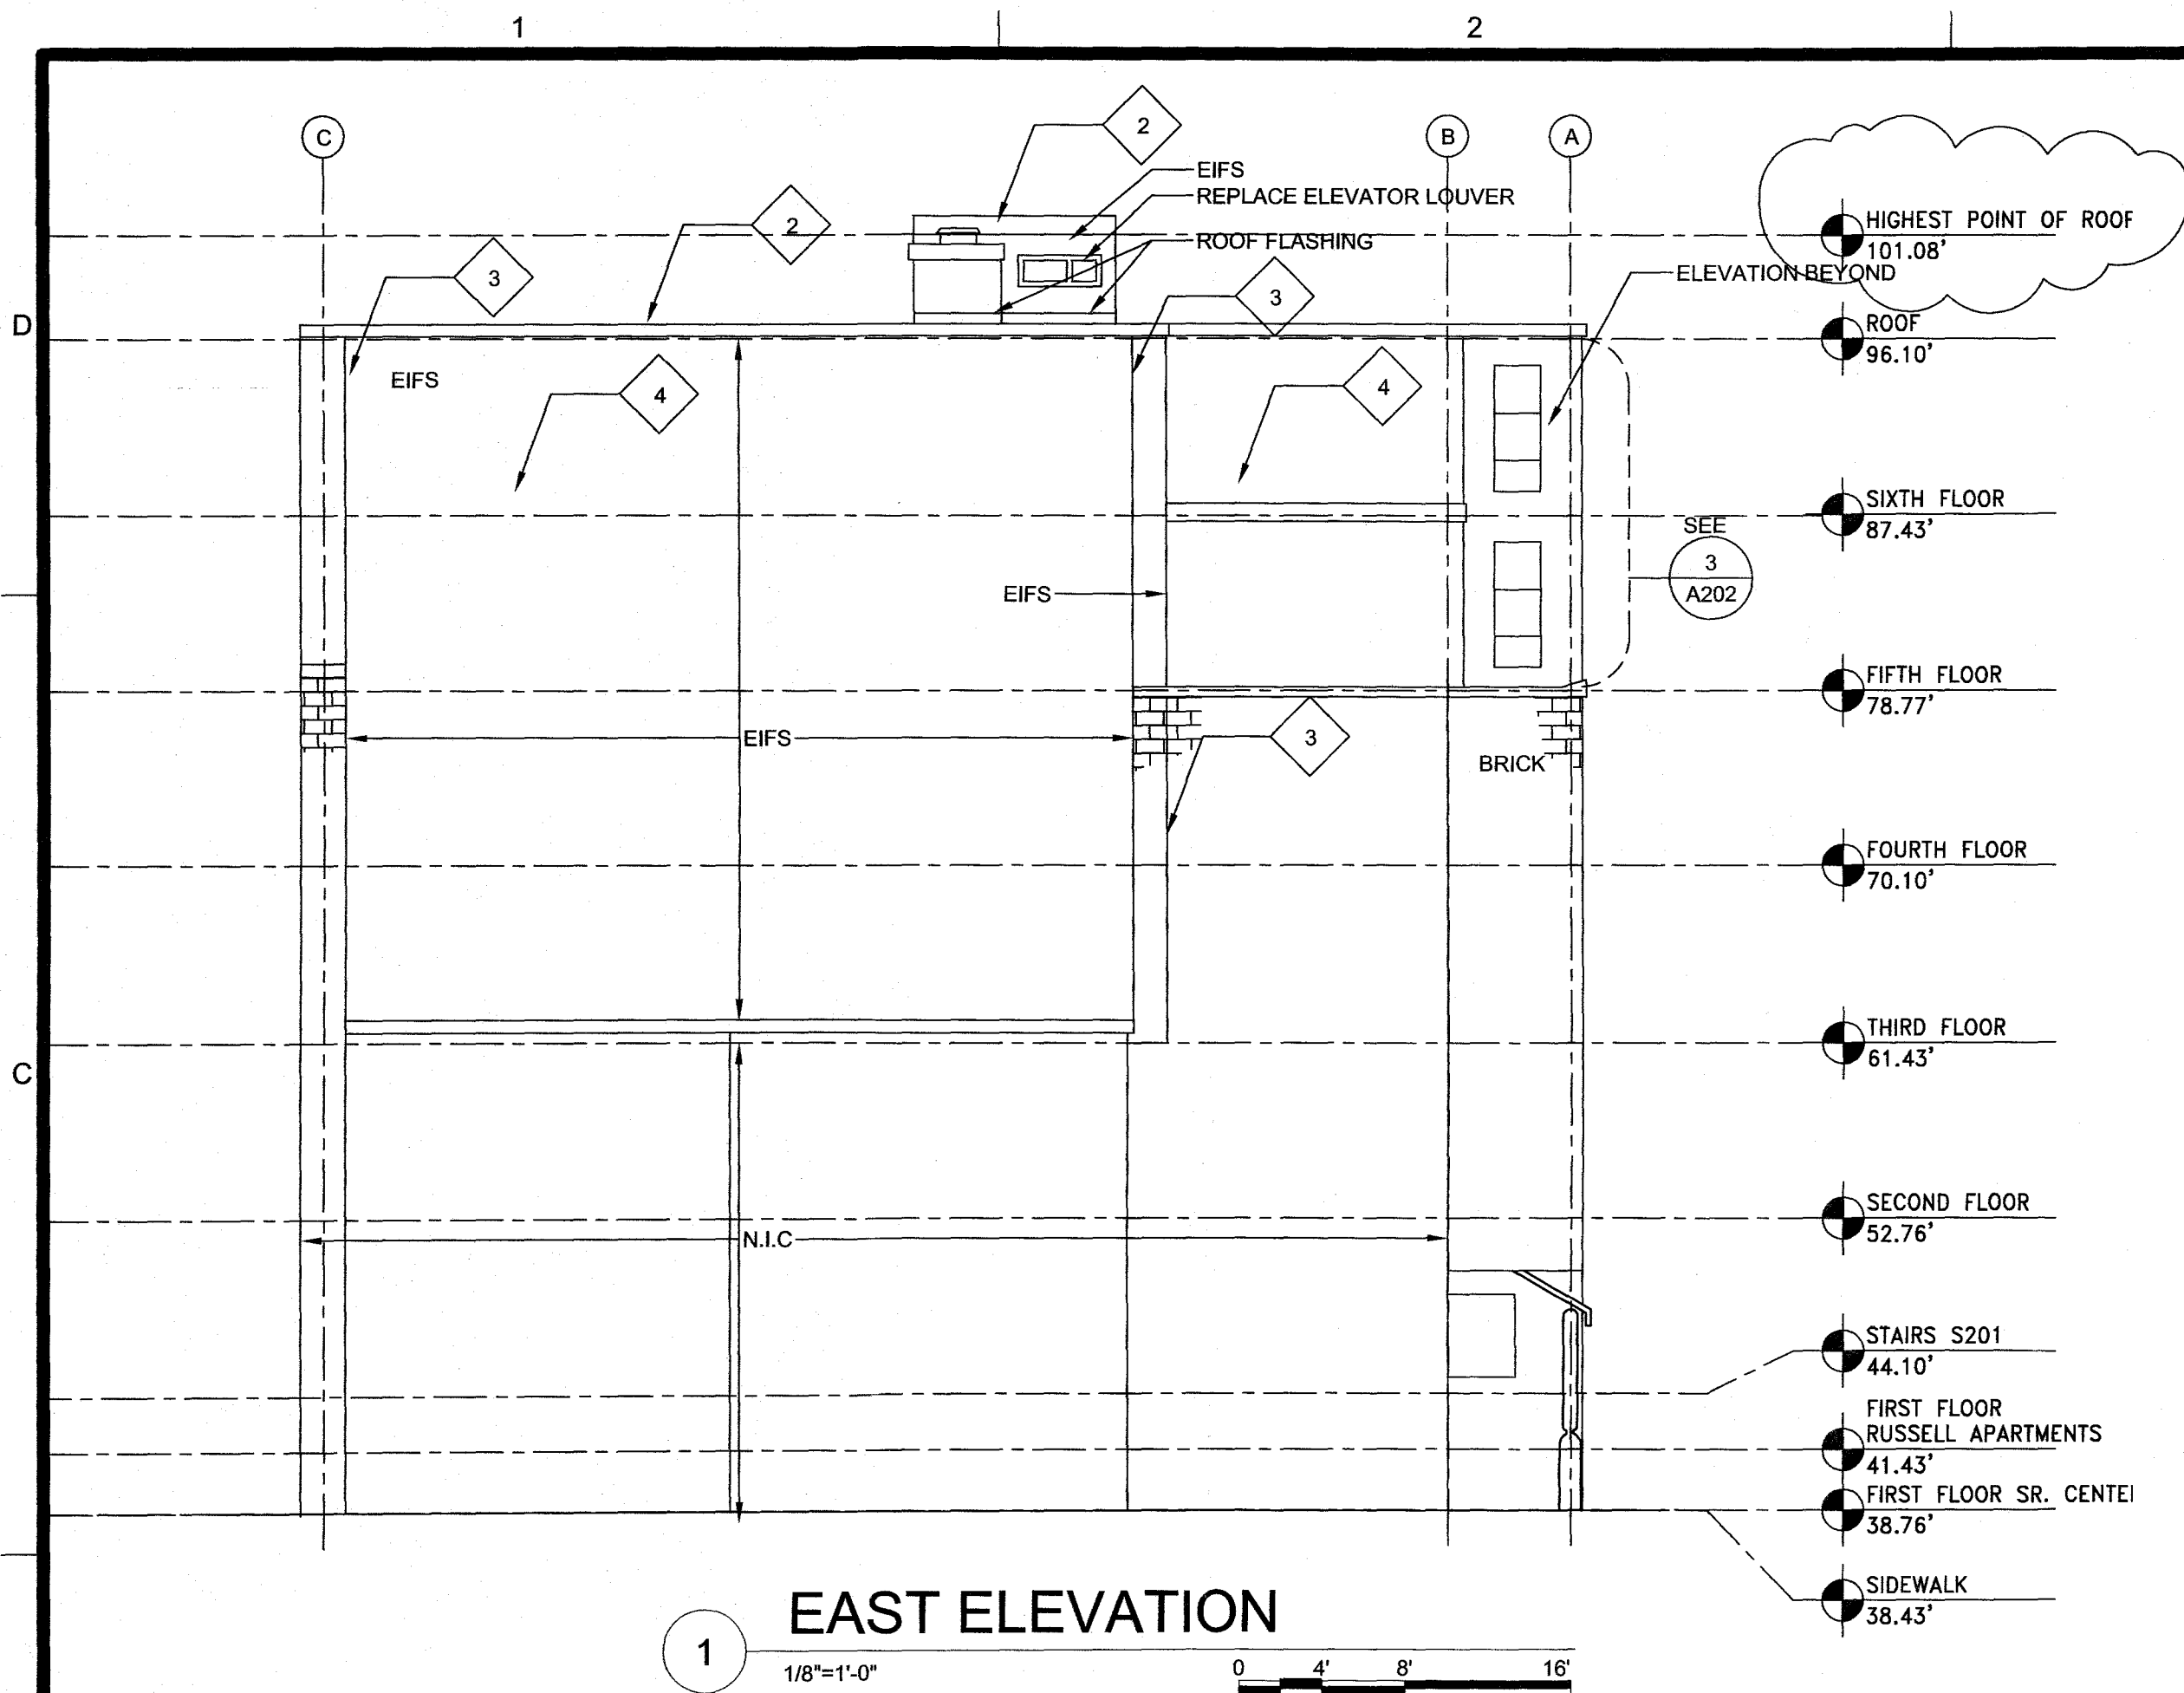 1
2
C
2
B
A
EIFS
REPLACE ELEVATOR LOUVER
2
HIGHEST POINT OF ROOF
101.08'
ROOF FLASHING
3
ELEVATION BEYOND
3
D
ROOF
96.10'
EIFS
4
4
SIXTH FLOOR
87.43'
SEE
3
A202
EIFS
FIFTH FLOOR
78.77'
EIFS
3
BRICK
FOURTH FLOOR
70.10'
THIRD FLOOR
61.43'
C
SECOND FLOOR
52.76'
N.I.C
STAIRS S201
44.10'
FIRST FLOOR
RUSSELL APARTMENTS
41.43'
FIRST FLOOR SR. CENTE
38.76'
SIDEWALK
38.43'
EAST ELEVATION
1
1/8"=1'-0"
0 4' 8' 16'